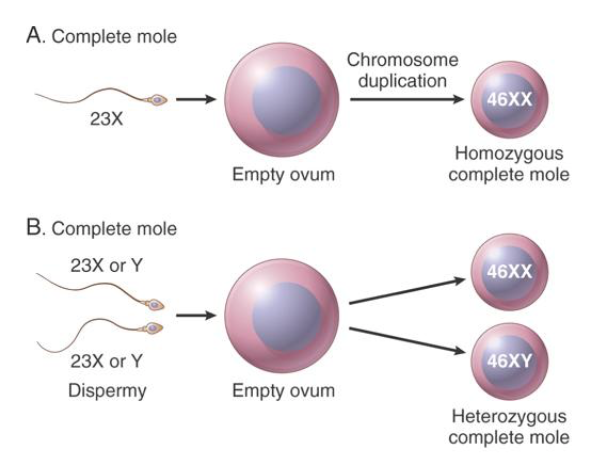 A. Complete mole
23X
Empty ovum
Chromosome
duplication
46XX
Homozygous
complete mole
B. Complete mole
23X or Y
23X or Y
Dispermy
Empty ovum
46XX
46XY
Heterozygous
complete mole